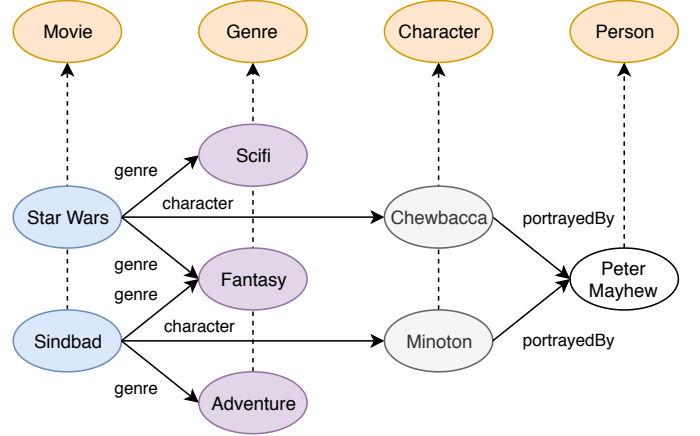 Movie
Genre
Character
Person
Scifi
genre
character
Star Wars
Chewbacca
portrayedBy
genre
Fantasy
Peter
Mayhew
genre
character
Sindbad
Minoton
portrayedBy
genre
Adventure